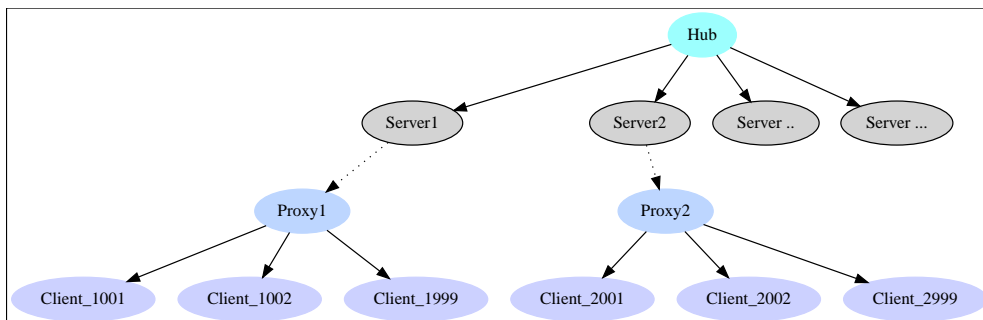 Hub
Server1
Server2
Server ..
Server ...
Proxy1
Proxy2
Client_1001
Client_1002
Client_1999
Client_2001
Client_2002
Client_2999